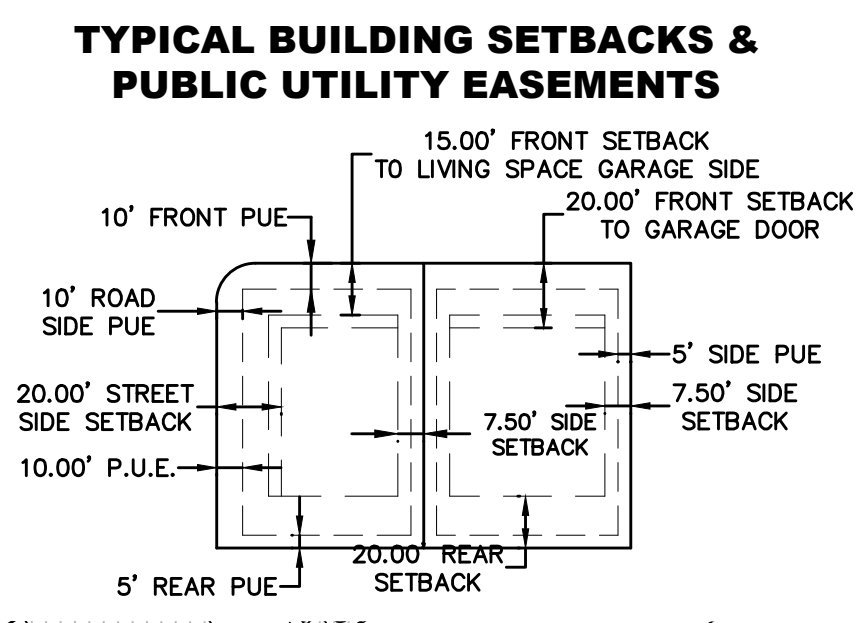 TYPICAL BUILDING SETBACKS &
PUBLIC UTILITY EASEMENTS
15.00' FRONT SETBACK
TO LIVING SPACE GARAGE SIDE
20.00' FRONT SETBACK
TO GARAGE DOOR
10' FRONT PUE
10' ROAD
SIDE PUE
5' SIDE PUE
20.00' STREET
SIDE SETBACK
7.50' SIDE
SETBACK
7.50' SIDE
SETBACK
10.00' P.U.E.
20.00' REAR
SETBACK
5' REAR PUE